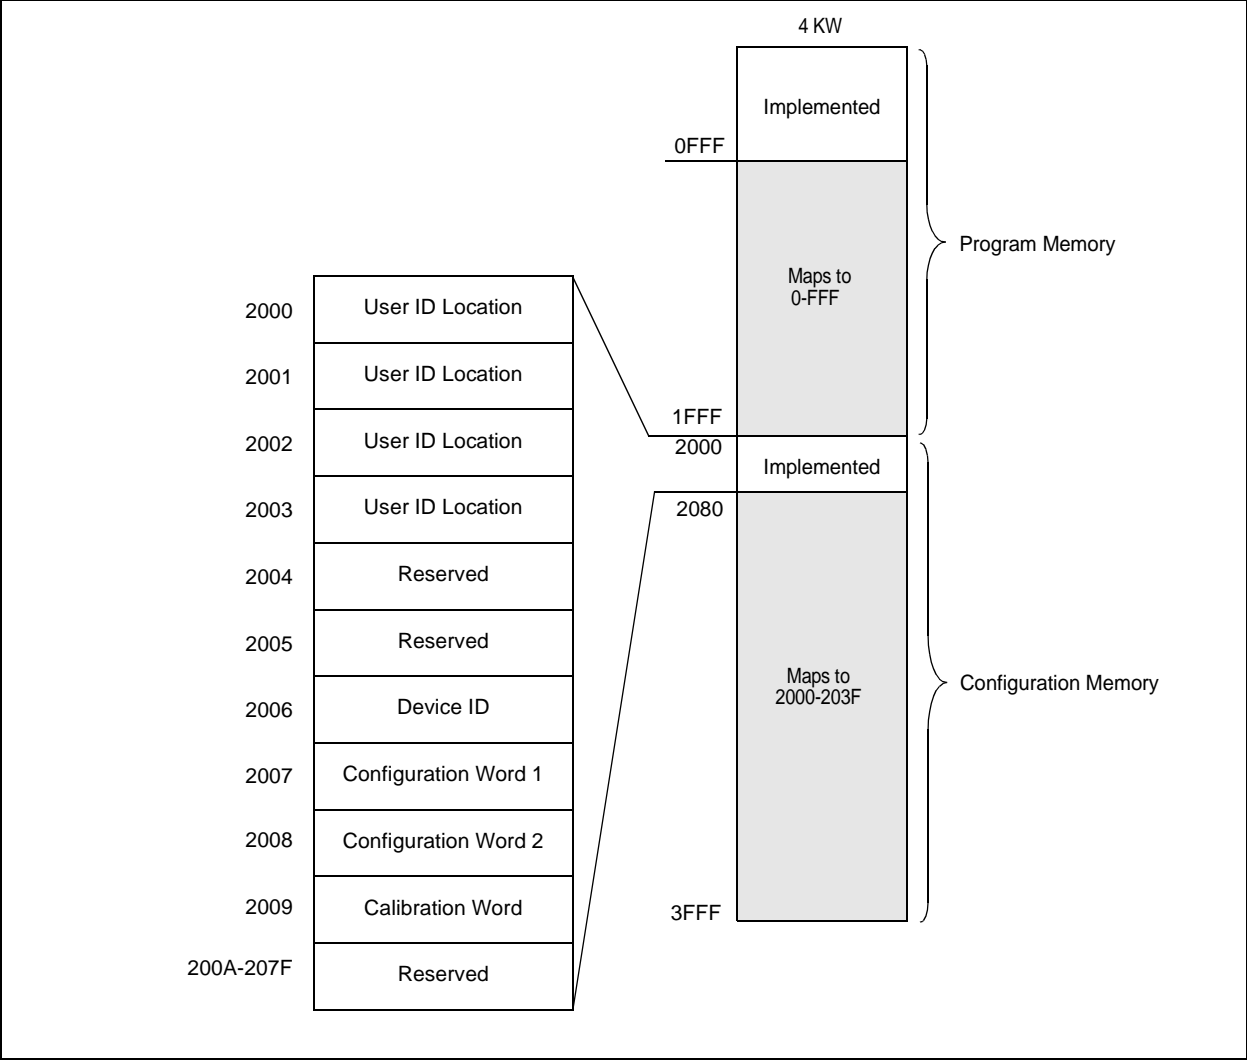 4 KW
Implemented
0FFF
Program Memory
Maps to
0-FFF
2000 User ID Location
2001 User ID Location
1FFF
2002 User ID Location
2000
Implemented
2003 User ID Location
2080
2004 Reserved
2005 Reserved
Maps to
2000-203F
Configuration Memory
2006 Device ID
2007 Configuration Word 1
2008 Configuration Word 2
2009 Calibration Word
3FFF
200A-207F Reserved